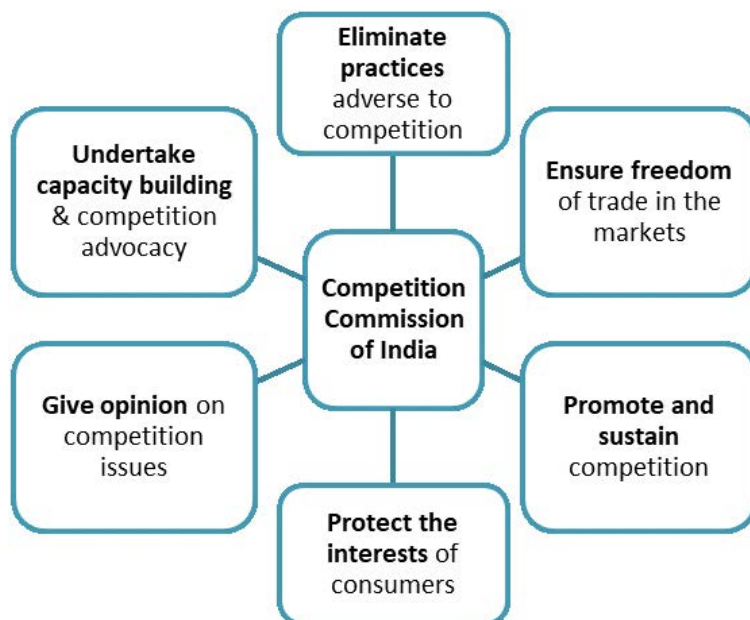 Eliminate
practices
adverse to
competition
Undertake
capacity building
& competition
advocacy
Ensure freedom
of trade in the
markets
Competition
Commission
of India
Give opinion on
competition
issues
Promote and
sustain
competition
Protect the
interests of
consumers